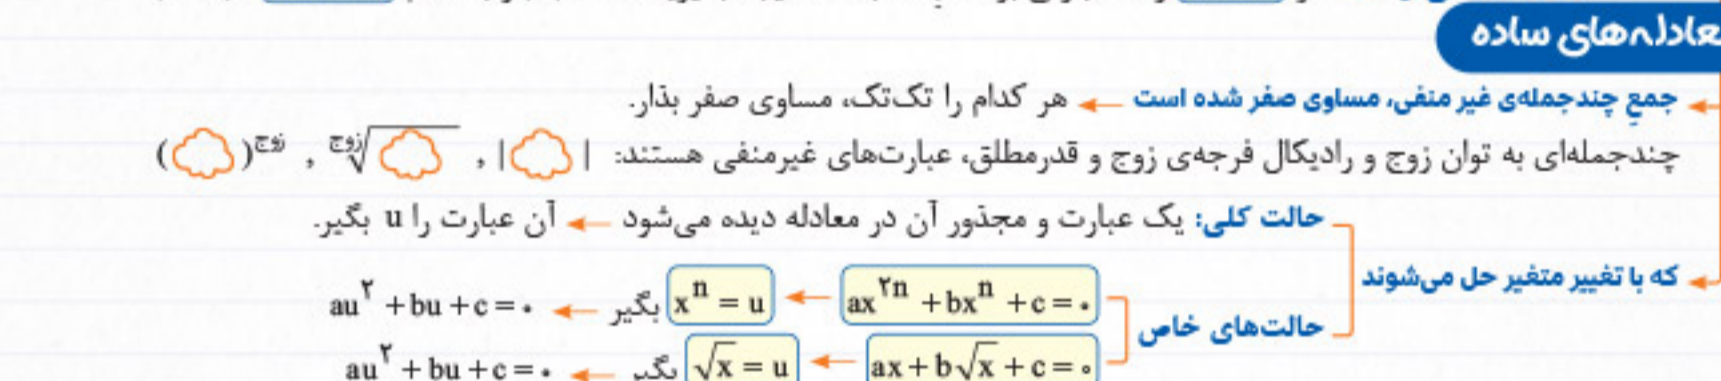 معادله‌های ساده
جمعِ چندجمله‌ی غیر منفی، مساوی صفر شده است ← هر کدام را تک‌تک، مساوی صفر بذار.
چندجمله‌ای به توان زوج و رادیکال فرجه‌ی زوج و قدرمطلق، عبارت‌های غیرمنفی هستند: | | , زوج√ , ( )زوج
حالت کلی: یک عبارت و مجذور آن در معادله دیده می‌شود ← آن عبارت را u بگیر.
که با تغییر متغیر حل می‌شوند
حالت‌های خاص
ax^۲n + bx^n + c = ۰ ← x^n = u بگیر ← au^۲ + bu + c = ۰
ax + b√x + c = ۰ ← √x = u بگیر ← au^۲ + bu + c = ۰